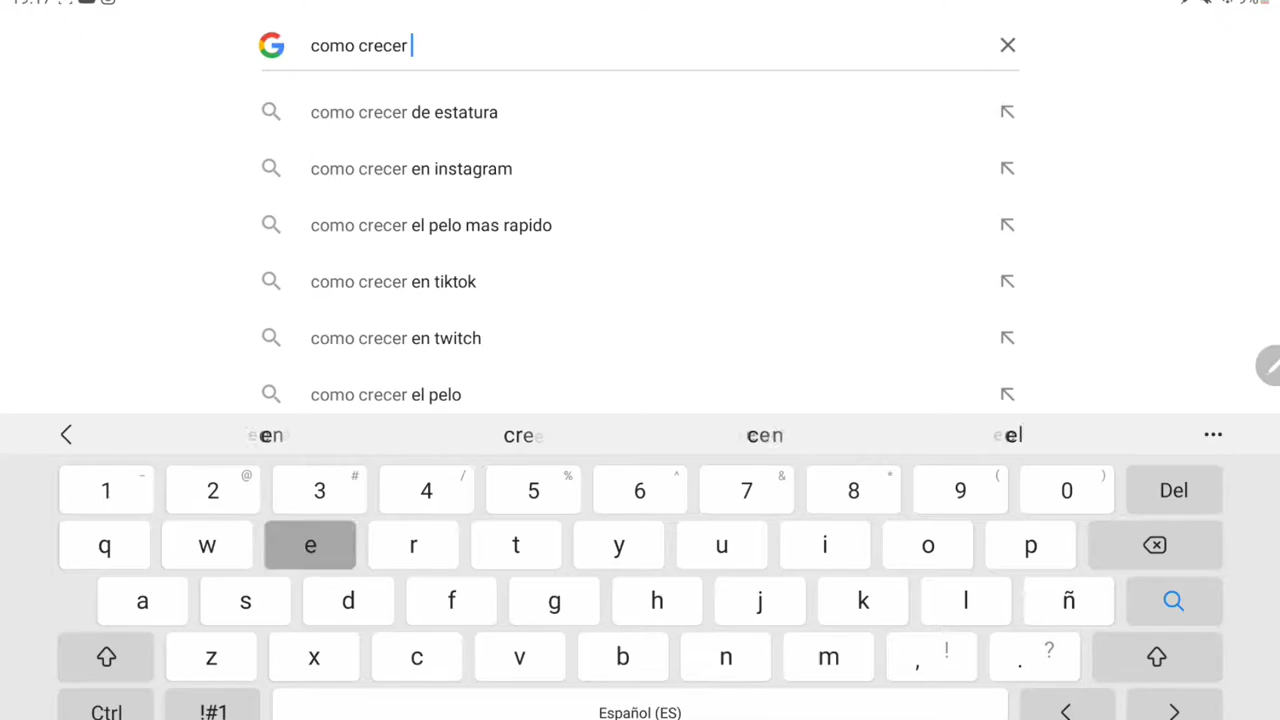 como crecer
como crecer de estatura
como crecer en instagram
como crecer el pelo mas rapido
como crecer en tiktok
como crecer en twitch
como crecer el pelo
en cre cen el ...
1 - 2 @ 3 # 4 / 5 % 6 ^ 7 & 8 * 9 ( 0 ) Del
q w e r t y u i o p
a s d f g h j k l ñ
z x c v b n m , ! . ?
Ctrl !#1 Español (ES) < >